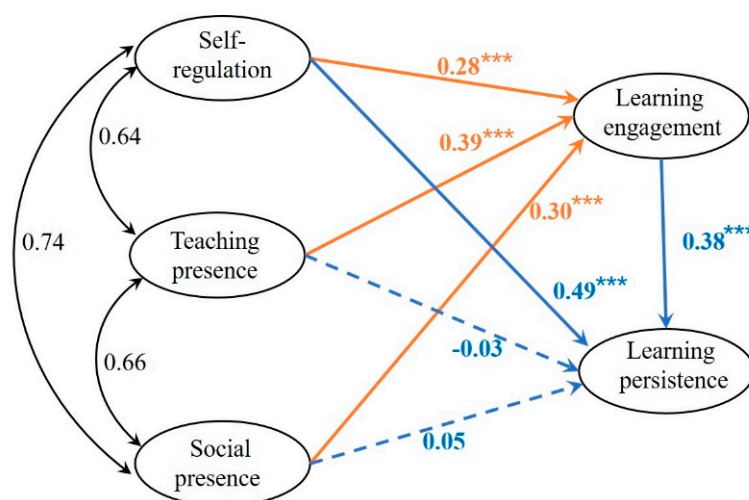 Self-
regulation
0.28***
Learning
engagement
0.64
0.39***
0.30***
0.74
Teaching
presence
0.38***
0.49***
-0.03
Learning
persistence
0.66
0.05
Social
presence